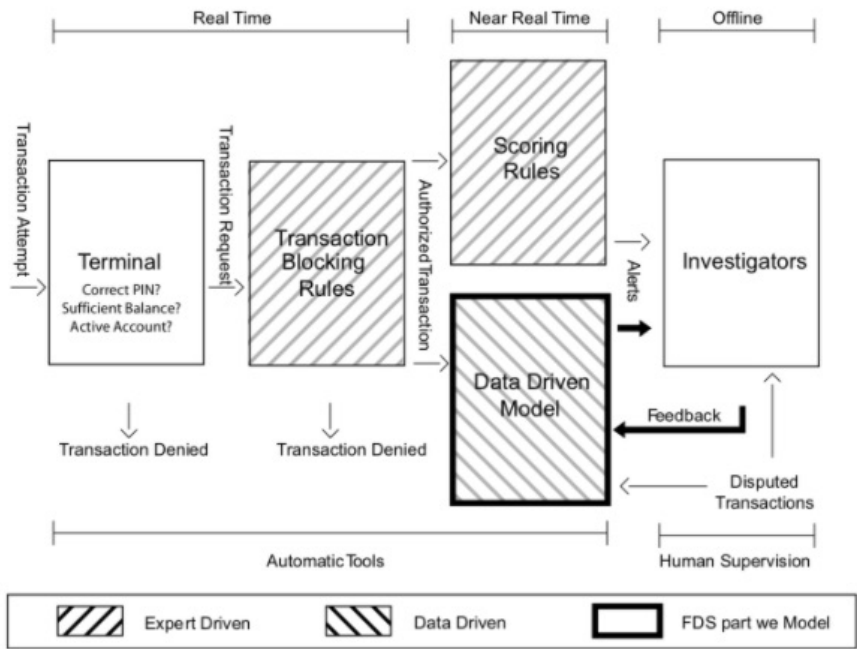 Real Time
Near Real Time
Offline
Transaction Attempt
Terminal
Correct PIN?
Sufficient Balance?
Active Account?
Transaction Request
Transaction
Blocking
Rules
Authorized Transaction
Scoring
Rules
Data Driven
Model
Alerts
Investigators
Feedback
Transaction Denied
Transaction Denied
Disputed
Transactions
Automatic Tools
Human Supervision
Expert Driven
Data Driven
FDS part we Model